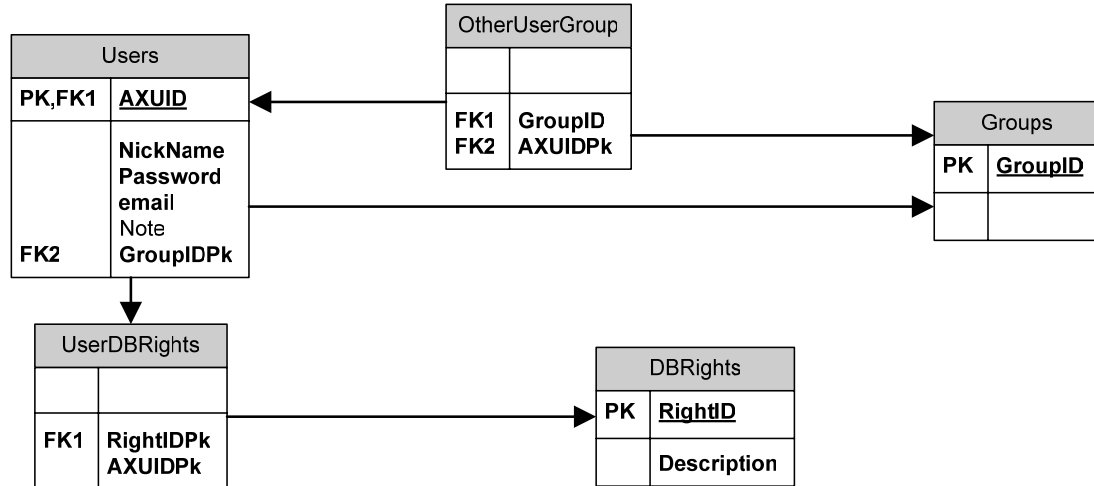 OtherUserGroup
FK1 GroupID
FK2 AXUIDPk
Users
PK,FK1 AXUID
NickName
Password
email
Note
FK2 GroupIDPk
Groups
PK GroupID
UserDBRights
FK1 RightIDPk
AXUIDPk
DBRights
PK RightID
Description